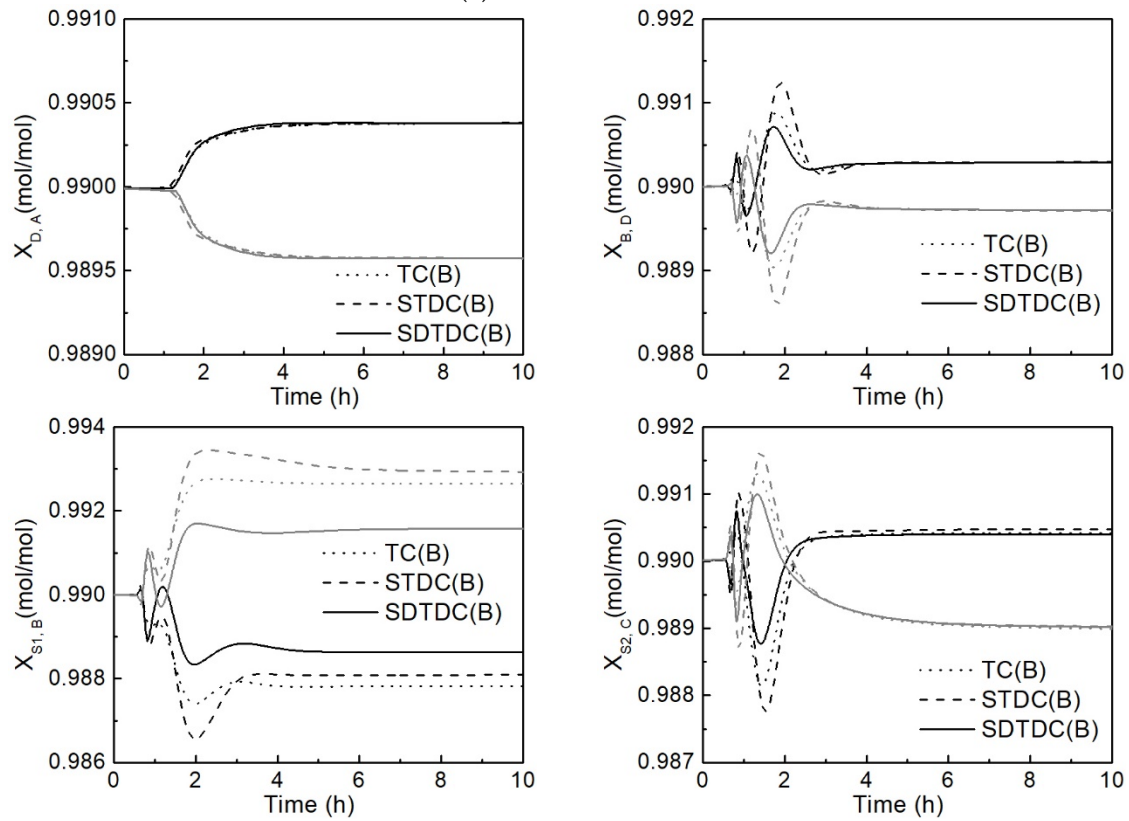 (B)
0.9910
0.9905
0.9900
0.9895
0.9890
X_{D, A}(mol/mol)
TC(B)
STDC(B)
SDTDC(B)
0 2 4 6 8 10
Time (h)
0.992
0.991
0.990
0.989
0.988
X_{B, D}(mol/mol)
TC(B)
STDC(B)
SDTDC(B)
0 2 4 6 8 10
Time (h)
0.994
0.992
0.990
0.988
0.986
X_{S1, B}(mol/mol)
TC(B)
STDC(B)
SDTDC(B)
0 2 4 6 8 10
Time (h)
0.992
0.991
0.990
0.989
0.988
0.987
X_{S2, C}(mol/mol)
TC(B)
STDC(B)
SDTDC(B)
0 2 4 6 8 10
Time (h)